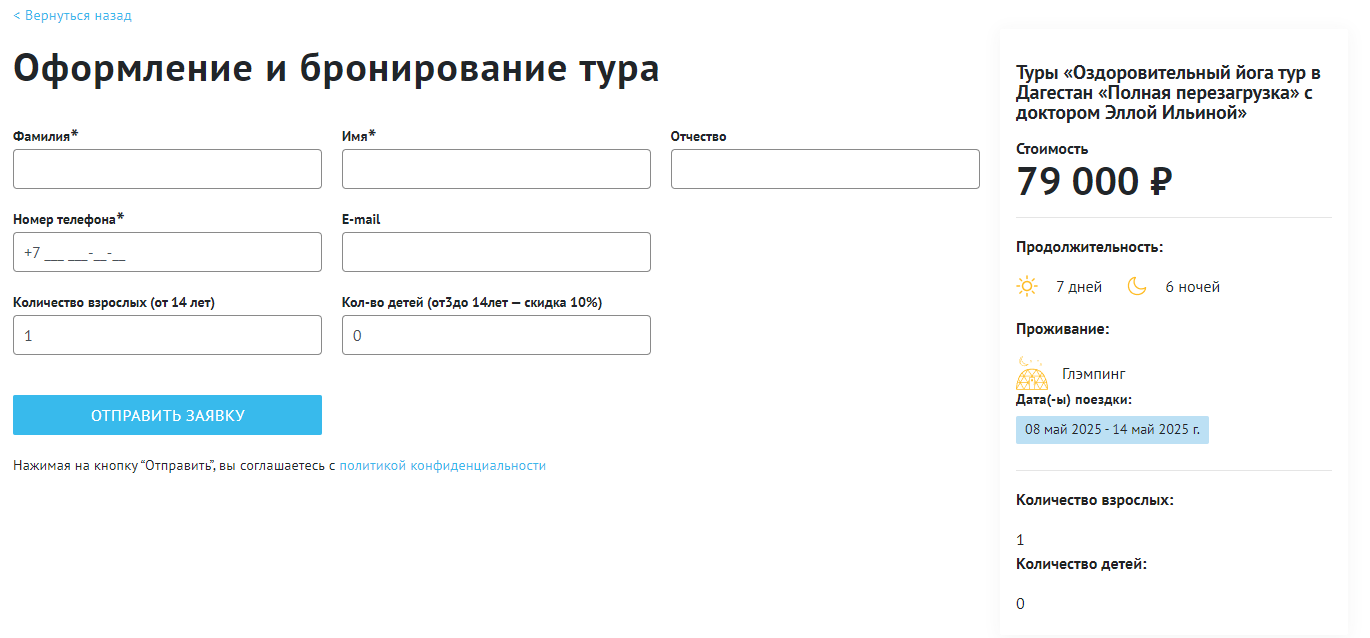 < Вернуться назад
Оформление и бронирование тура
Фамилия*
Имя*
Отчество
Номер телефона*
E-mail
+7 ___ ___-__-__
Количество взрослых (от 14 лет)
Кол-во детей (от3до 14лет — скидка 10%)
1
0
ОТПРАВИТЬ ЗАЯВКУ
Нажимая на кнопку “Отправить”, вы соглашаетесь с политикой конфиденциальности
Туры «Оздоровительный йога тур в
Дагестан «Полная перезагрузка» с
доктором Эллой Ильиной»
Стоимость
79 000 ₽
Продолжительность:
7 дней
6 ночей
Проживание:
Глэмпинг
Дата(-ы) поездки:
08 май 2025 - 14 май 2025 г.
Количество взрослых:
1
Количество детей:
0